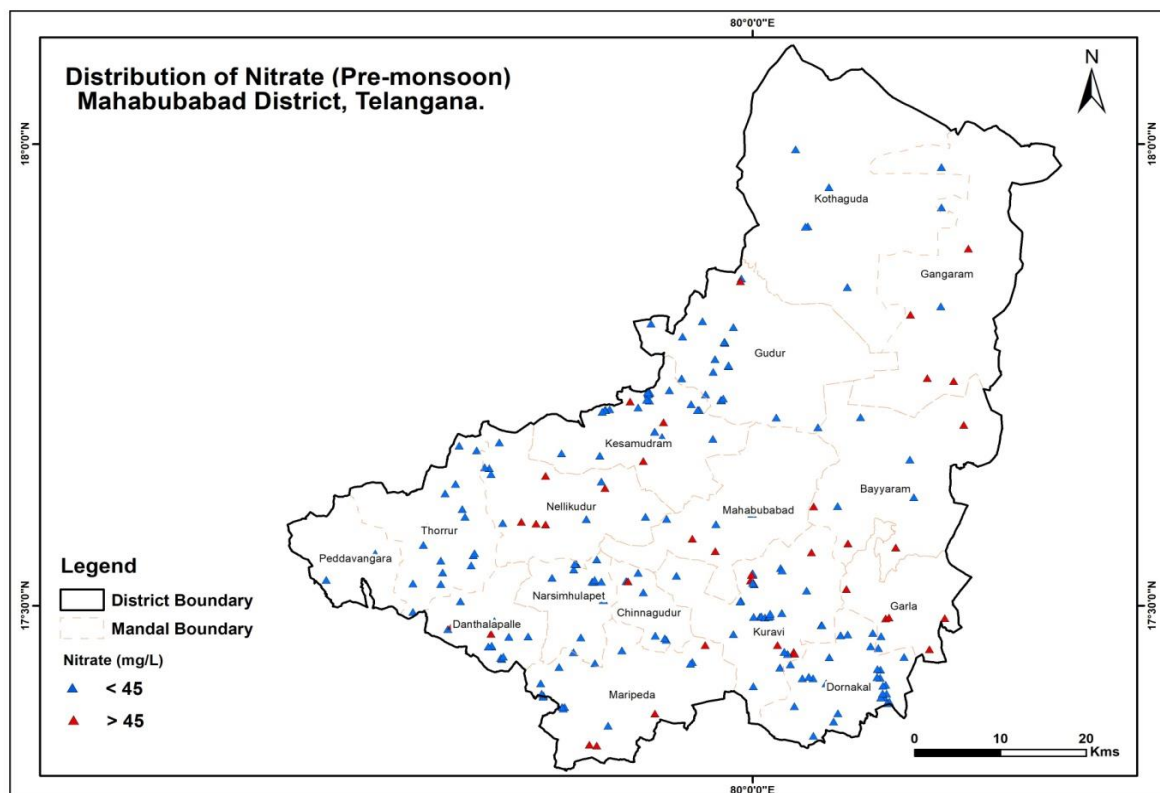 80°0'0"E
Distribution of Nitrate (Pre-monsoon)
Mahabubabad District, Telangana.
N
18°0'0"N
18°0'0"N
Kothaguda
Gangaram
Gudur
Kesamudram
Bayyaram
Nellikudur
Mahabubabad
Thorrur
Peddavangara
Legend
District Boundary
Mandal Boundary
Nitrate (mg/L)
< 45
> 45
Narsimhulapet
Chinnagudur
17°30'0"N
17°30'0"N
Garla
Danthalapalle
Kuravi
Dornakal
Maripeda
0 10 20
Kms
80°0'0"E